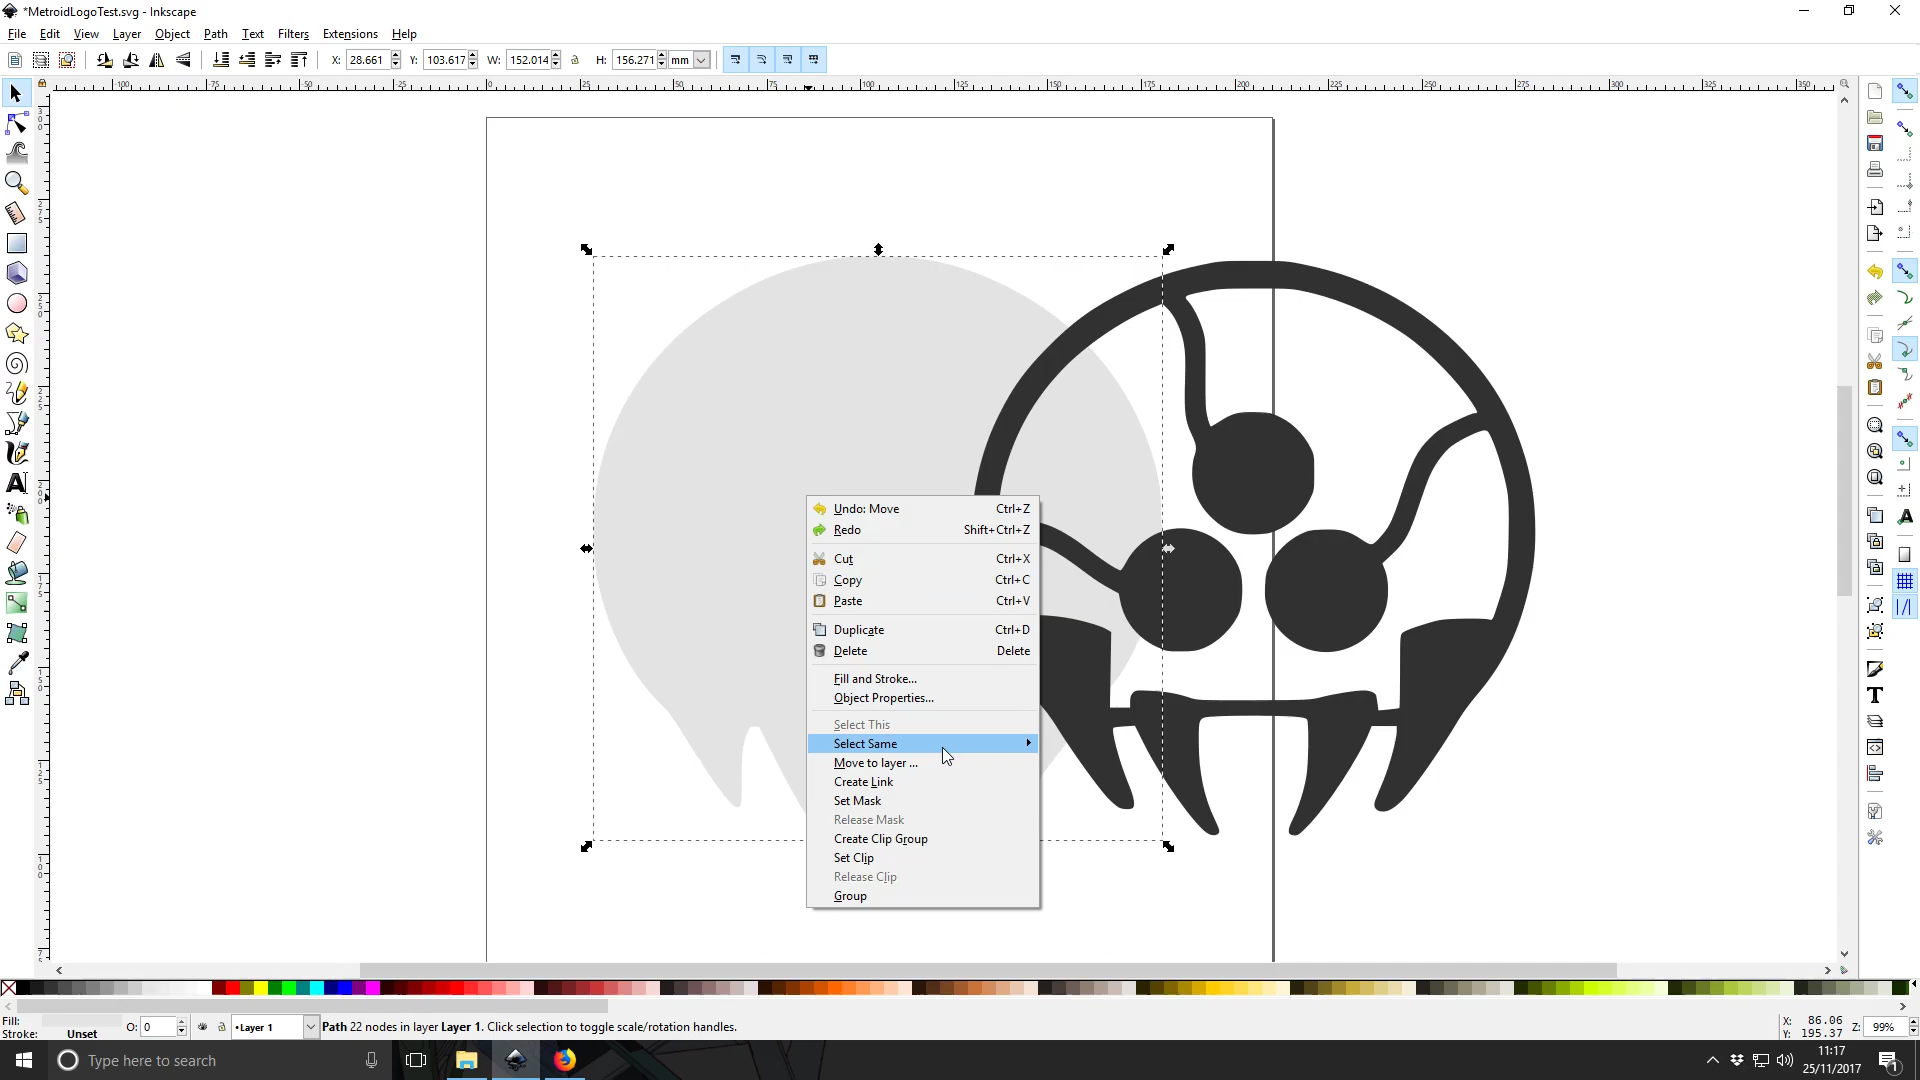 *MetroidLogoTest.svg - Inkscape
File Edit View Layer Object Path Text Filters Extensions Help
X: 28.661 Y: 103.617 W: 152.014 H: 156.271 mm
Undo: Move Ctrl+Z
Redo Shift+Ctrl+Z
Cut Ctrl+X
Copy Ctrl+C
Paste Ctrl+V
Duplicate Ctrl+D
Delete Delete
Fill and Stroke...
Object Properties...
Select This
Select Same
Move to layer ...
Create Link
Set Mask
Release Mask
Create Clip Group
Set Clip
Release Clip
Group
Fill:
Stroke: Unset
O: 0
•Layer 1
Path 22 nodes in layer Layer 1. Click selection to toggle scale/rotation handles.
X: 86.06
Y: 195.37
Z: 99%
Type here to search
11:17
25/11/2017
1